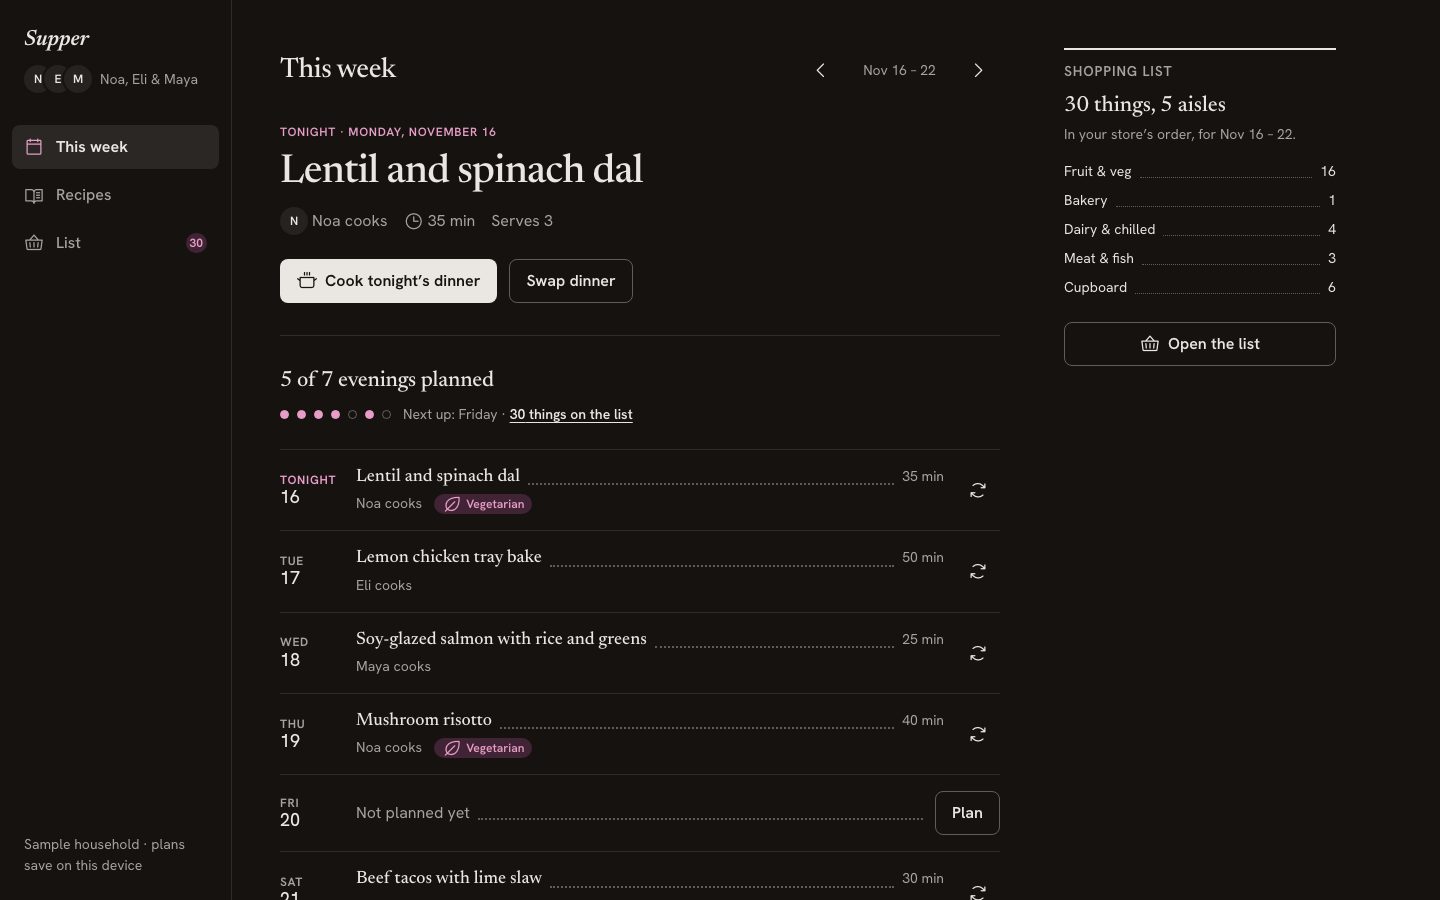 Supper
N E M Noa, Eli & Maya
This week
Recipes
List 30
Sample household · plans
save on this device
This week
Nov 16 – 22
TONIGHT · MONDAY, NOVEMBER 16
Lentil and spinach dal
N Noa cooks 35 min Serves 3
Cook tonight’s dinner
Swap dinner
5 of 7 evenings planned
Next up: Friday · 30 things on the list
TONIGHT
16
Lentil and spinach dal 35 min
Noa cooks Vegetarian
TUE
17
Lemon chicken tray bake 50 min
Eli cooks
WED
18
Soy-glazed salmon with rice and greens 25 min
Maya cooks
THU
19
Mushroom risotto 40 min
Noa cooks Vegetarian
FRI
20
Not planned yet Plan
SAT
21
Beef tacos with lime slaw 30 min
SHOPPING LIST
30 things, 5 aisles
In your store’s order, for Nov 16 – 22.
Fruit & veg 16
Bakery 1
Dairy & chilled 4
Meat & fish 3
Cupboard 6
Open the list